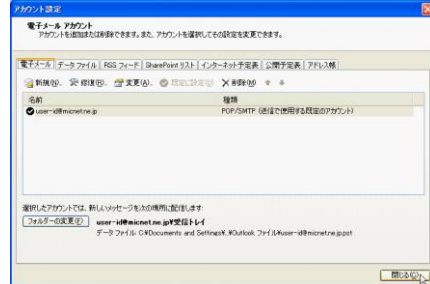 アカウント設定
電子メール アカウント
アカウントを追加または削除できます。また、アカウントを選択してその設定を変更できます。
電子メール データ ファイル RSS フィード SharePoint リスト インターネット予定表 公開予定表 アドレス帳
新規(N)... 修復(R)... 変更(A)... 既定に設定(D) 削除(M)
名前 種類
user-id@micnet.ne.jp POP/SMTP (送信で使用する既定のアカウント)
選択したアカウントでは、新しいメッセージを次の場所に配信します:
フォルダーの変更(F) user-id@micnet.ne.jp¥受信トレイ
データ ファイル: C:¥Documents and Settings¥..¥Outlook ファイル¥user-id@micnet.ne.jp.pst
閉じる(C)